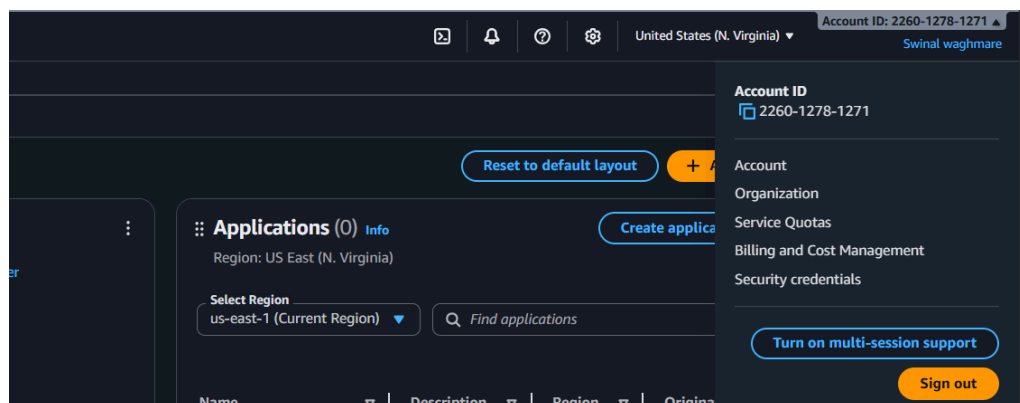 United States (N. Virginia)
Account ID: 2260-1278-1271
Swinal waghmare
Account ID
2260-1278-1271
Account
Organization
Service Quotas
Billing and Cost Management
Security credentials
Turn on multi-session support
Sign out
Reset to default layout
+ A
er
Applications (0) Info
Create applica
Region: US East (N. Virginia)
Select Region
us-east-1 (Current Region)
Find applications
Name Description Region Origina